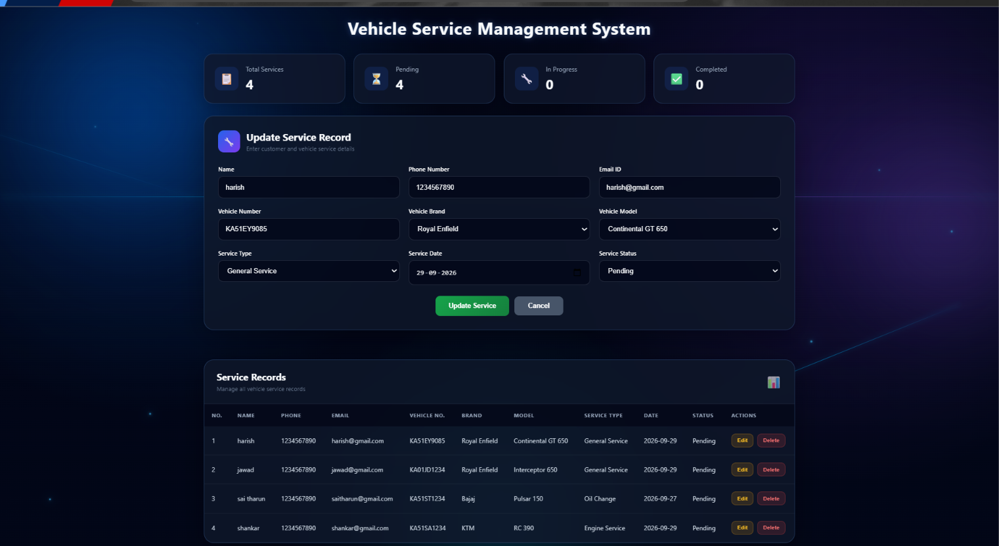 Vehicle Service Management System
Total Services
4
Pending
4
In Progress
0
Completed
0
Update Service Record
Enter customer and vehicle service details
Name
Phone Number
Email ID
harish
1234567890
harish@gmail.com
Vehicle Number
Vehicle Brand
Vehicle Model
KA51EY9085
Royal Enfield
Continental GT 650
Service Type
Service Date
Service Status
General Service
29-09-2026
Pending
Update Service
Cancel
Service Records
Manage all vehicle service records
NO. NAME PHONE EMAIL VEHICLE NO. BRAND MODEL SERVICE TYPE DATE STATUS ACTIONS
1 harish 1234567890 harish@gmail.com KA51EY9085 Royal Enfield Continental GT 650 General Service 2026-09-29 Pending Edit Delete
2 jawad 1234567890 jawad@gmail.com KA01JD1234 Royal Enfield Interceptor 650 General Service 2026-09-29 Pending Edit Delete
3 sai tharun 1234567890 saitharun@gmail.com KA51ST1234 Bajaj Pulsar 150 Oil Change 2026-09-27 Pending Edit Delete
4 shankar 1234567890 shankar@gmail.com KA51SA1234 KTM RC 390 Engine Service 2026-09-29 Pending Edit Delete